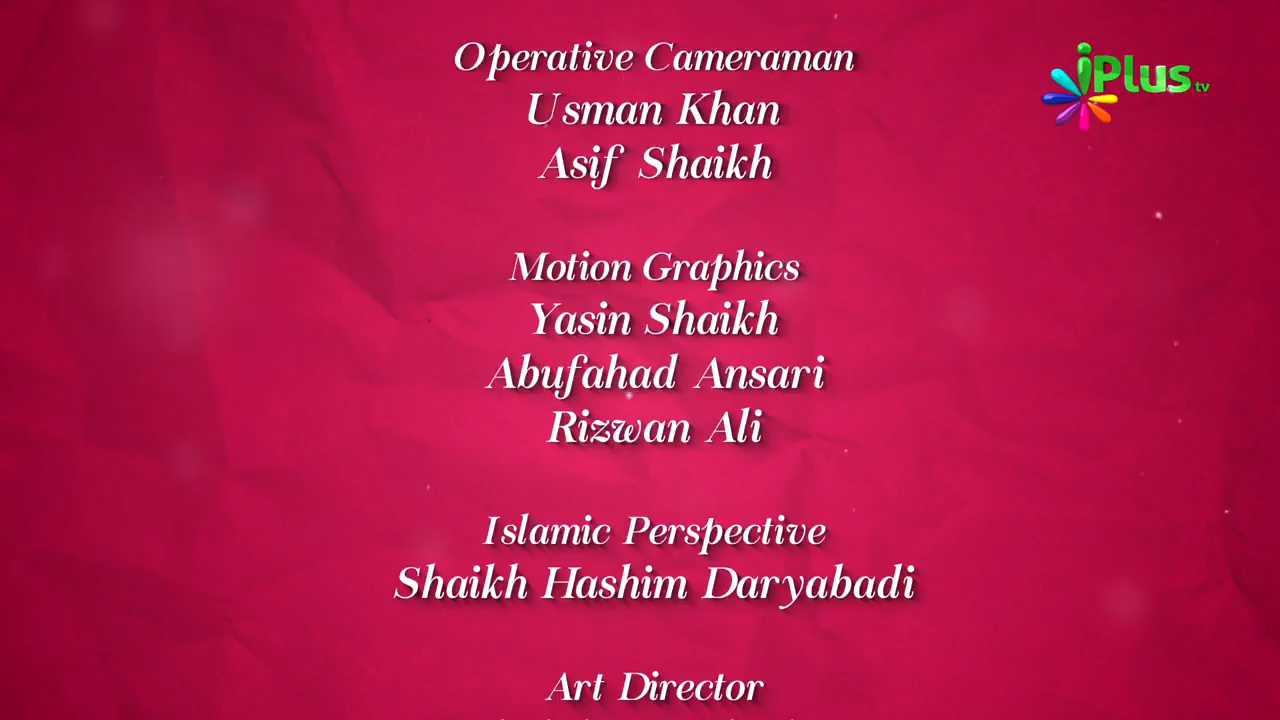 Operative Cameraman
iPlus tv
Usman Khan
Asif Shaikh
Motion Graphics
Yasin Shaikh
Abufahad Ansari
Rizwan Ali
Islamic Perspective
Shaikh Hashim Daryabadi
Art Director